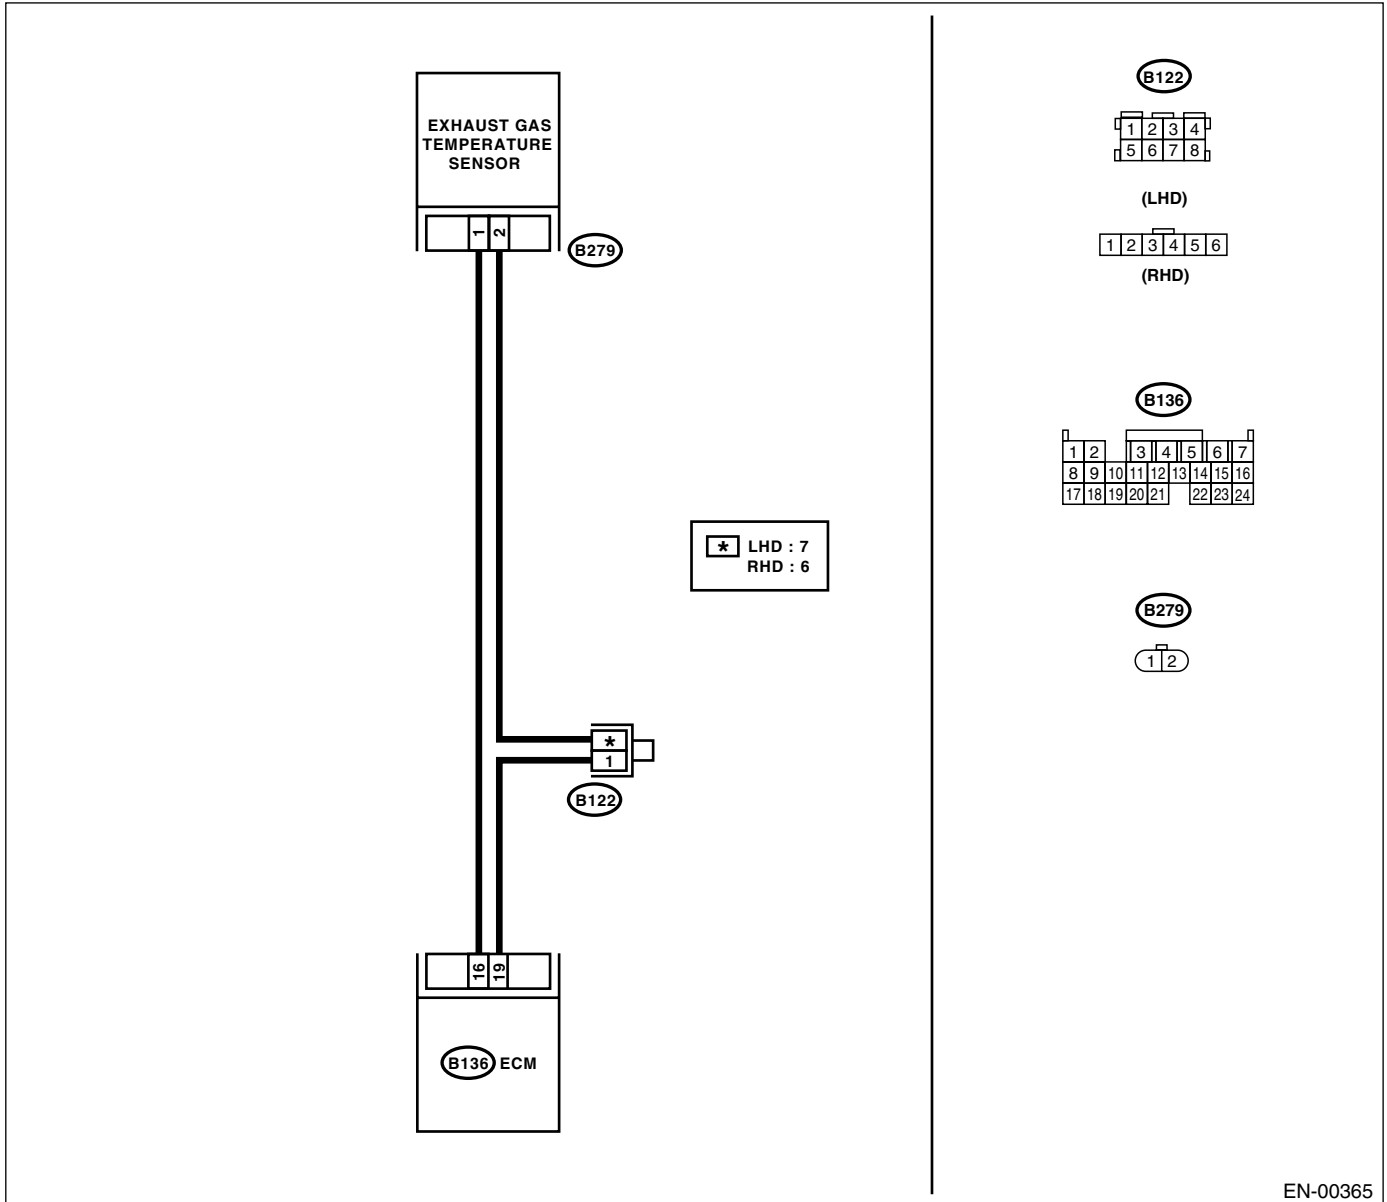 EXHAUST GAS
TEMPERATURE
SENSOR
1 2
B279
* LHD : 7
RHD : 6
*
1
B122
16 19
B136 ECM
B122
1 2 3 4
5 6 7 8
(LHD)
1 2 3 4 5 6
(RHD)
B136
1 2 3 4 5 6 7
8 9 10 11 12 13 14 15 16
17 18 19 20 21 22 23 24
B279
1 2
EN-00365